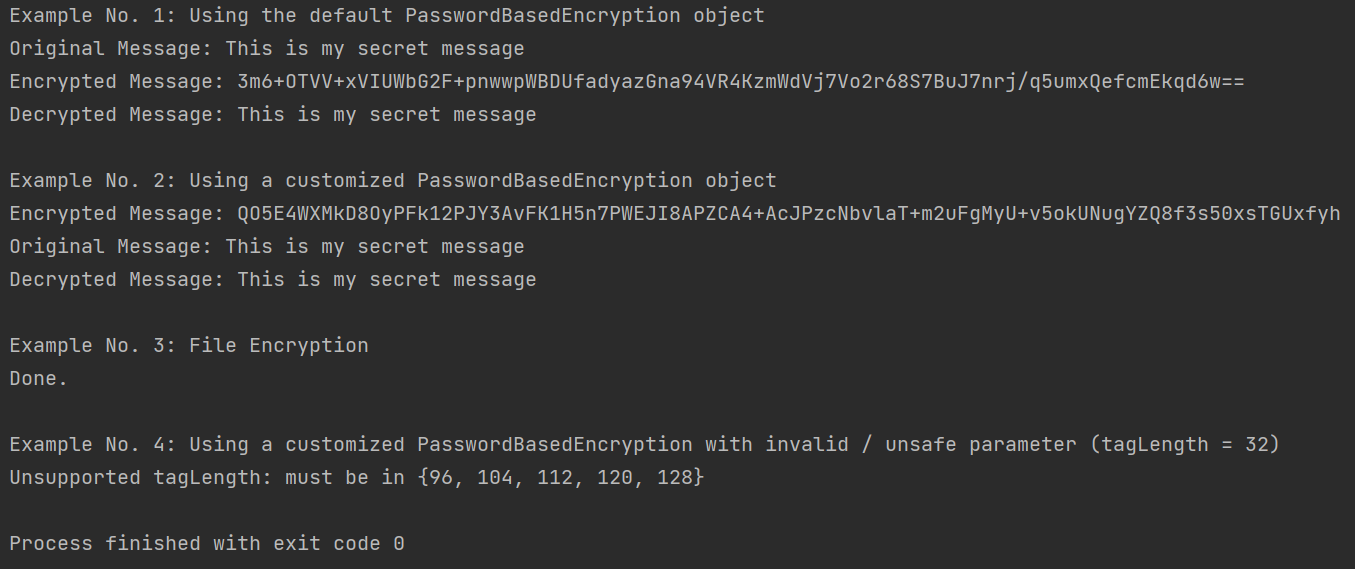 Example No. 1: Using the default PasswordBasedEncryption object
Original Message: This is my secret message
Encrypted Message: 3m6+OTVV+xVIUWbG2F+pnwwpWBDUfadyazGna94VR4KzmWdVj7Vo2r68S7BuJ7nrj/q5umxQefcmEkqd6w==
Decrypted Message: This is my secret message
Example No. 2: Using a customized PasswordBasedEncryption object
Encrypted Message: QO5E4WXMkD8OyPFk12PJY3AvFK1H5n7PWEJI8APZCA4+AcJPzcNbvlaT+m2uFgMyU+v5okUNugYZQ8f3s50xsTGUxfyh
Original Message: This is my secret message
Decrypted Message: This is my secret message
Example No. 3: File Encryption
Done.
Example No. 4: Using a customized PasswordBasedEncryption with invalid / unsafe parameter (tagLength = 32)
Unsupported tagLength: must be in {96, 104, 112, 120, 128}
Process finished with exit code 0